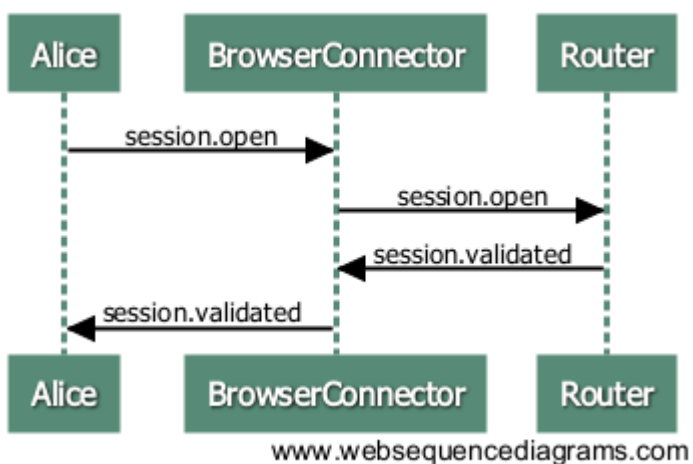 Alice BrowserConnector Router
session.open
session.open
session.validated
session.validated
Alice BrowserConnector Router
www.websequencediagrams.com